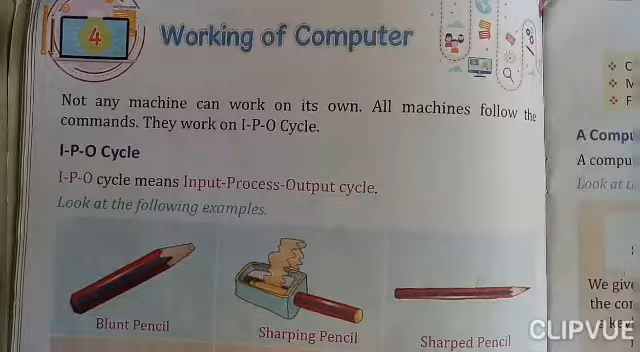 4
Working of Computer
Not any machine can work on its own. All machines follow the
commands. They work on I-P-O Cycle.
I-P-O Cycle
I-P-O cycle means Input-Process-Output cycle.
Look at the following examples.
Blunt Pencil
Sharping Pencil
Sharped Pencil
C
M
F
A Compu
A compu
Look at t
We give
the co
key
CLIPVUE